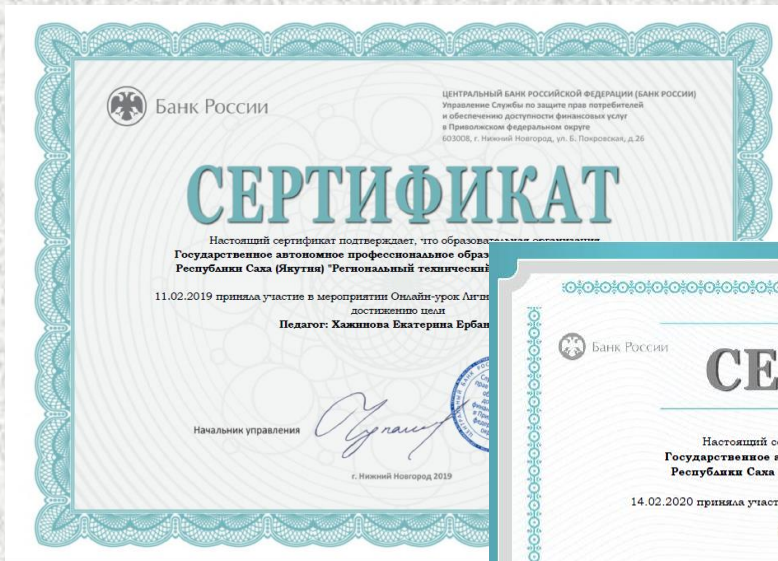 Банк России
ЦЕНТРАЛЬНЫЙ БАНК РОССИЙСКОЙ ФЕДЕРАЦИИ (БАНК РОССИИ)
Управление Службы по защите прав потребителей
и обеспечению доступности финансовых услуг
в Приволжском федеральном округе
603008, г. Нижний Новгород, ул. Б. Покровская, д.26
СЕРТИФИКАТ
Настоящий сертификат подтверждает, что образовательная организация
Государственное автономное профессиональное образ
Республики Саха (Якутия) "Региональный технический
11.02.2019 приняла участие в мероприятии Онлайн-урок Личн
достижению цели
Педагог: Хажинова Екатерина Ербан
Начальник управления
г. Нижний Новгород 2019
Банк России
СЕ
Настоящий с
Государственное а
Республики Саха
14.02.2020 приняла участ